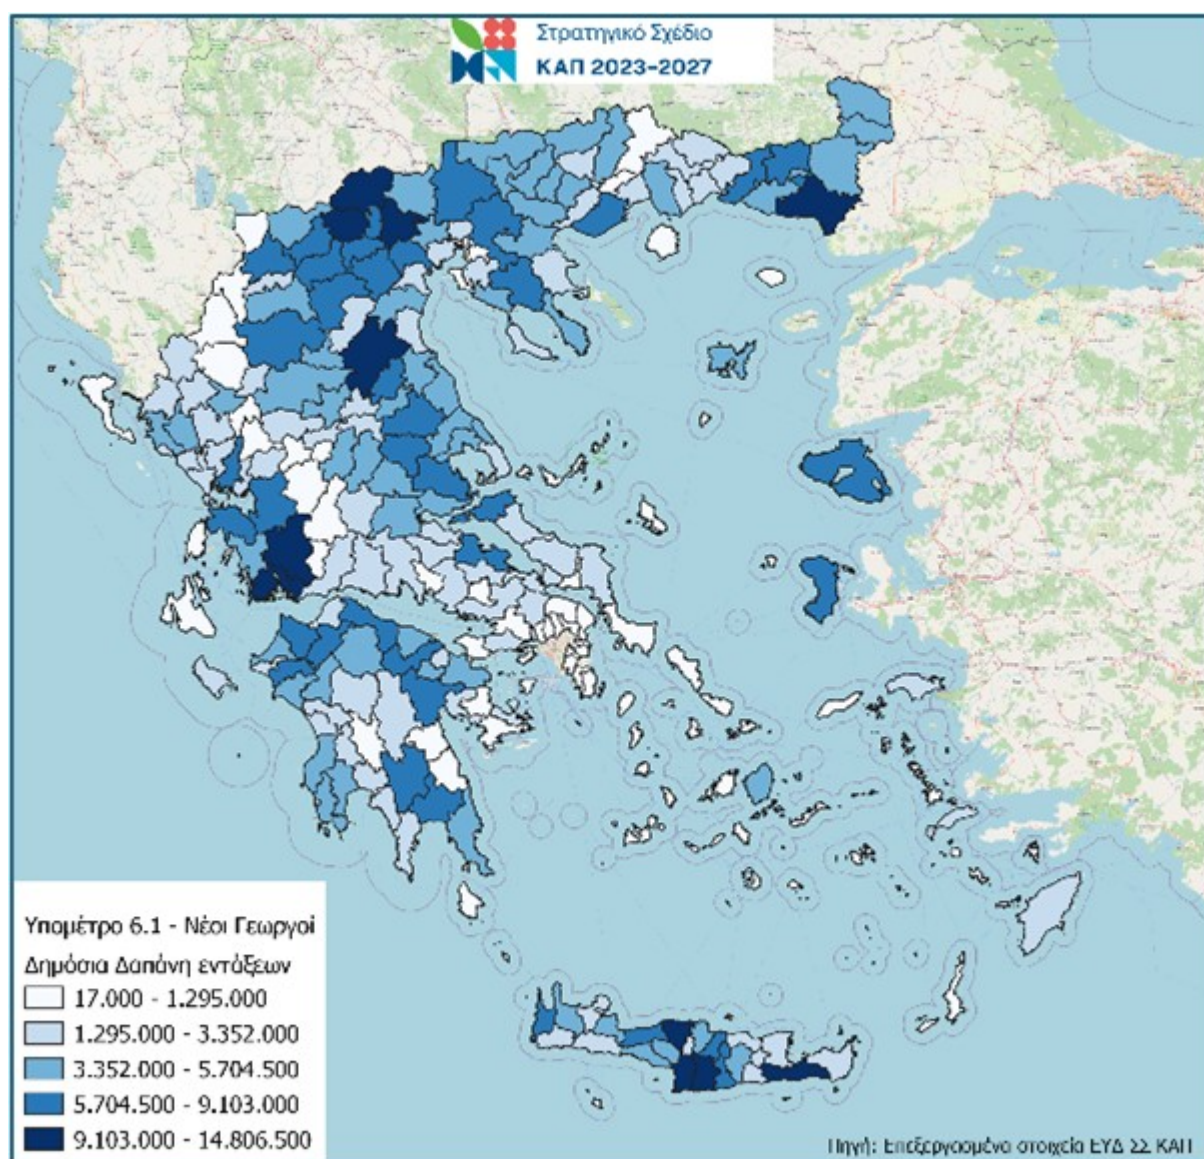 Στρατηγικό Σχέδιο
ΚΑΠ 2023-2027
Υπομέτρο 6.1 - Νέοι Γεωργοί
Δημόσια Δαπάνη εντάξεων
17.000 - 1.295.000
1.295.000 - 3.352.000
3.352.000 - 5.704.500
5.704.500 - 9.103.000
9.103.000 - 14.806.500
Πηγή: Επεξεργασμένα στοιχεία ΕΥΔ ΣΣ ΚΑΠ